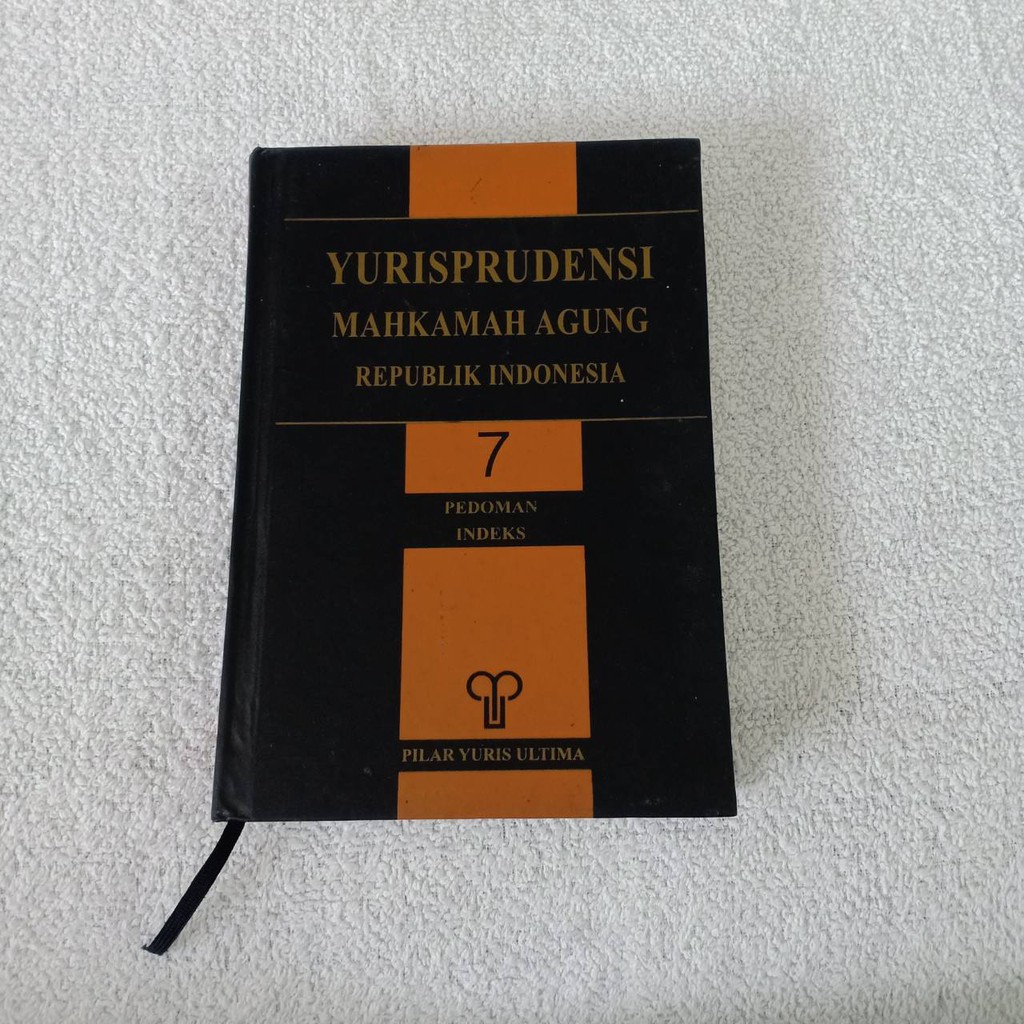 YURISPRUDENSI
MAHKAMAH AGUNG
REPUBLIK INDONESIA
7
PEDOMAN
INDEKS
PILAR YURIS ULTIMA